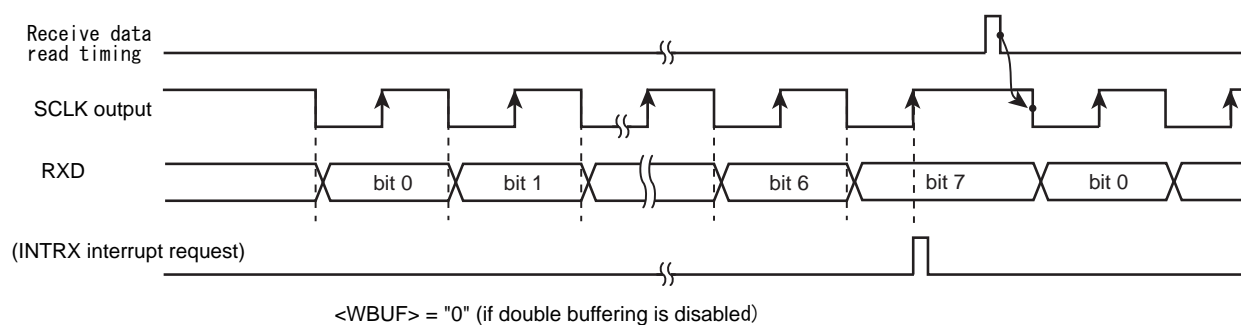 Receive data
read timing
SCLK output
RXD
bit 0
bit 1
bit 6
bit 7
bit 0
(INTRX interrupt request)
<WBUF> = "0" (if double buffering is disabled)